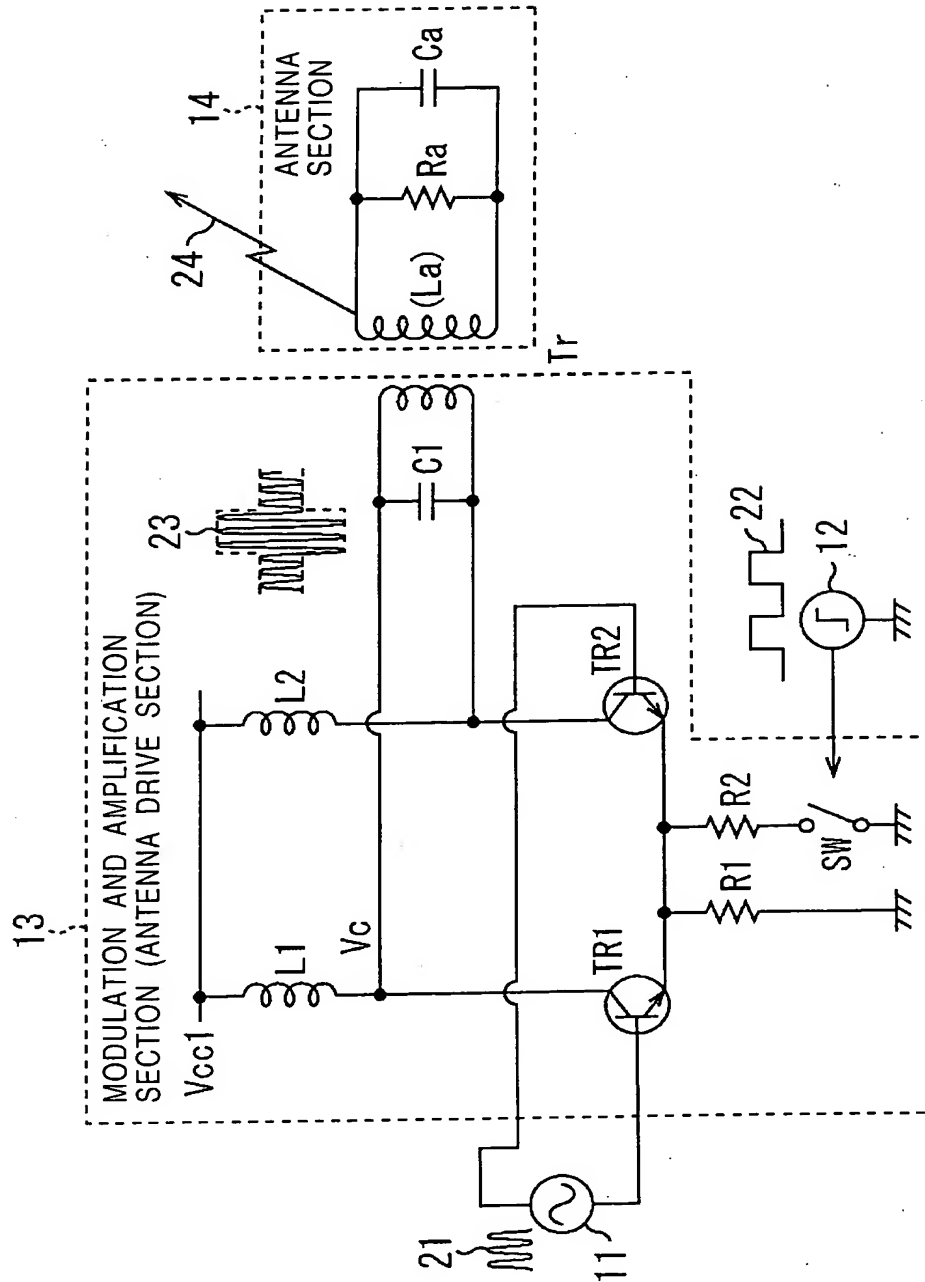 13
MODULATION AND AMPLIFICATION
SECTION (ANTENNA DRIVE SECTION)
Vcc1
L1
L2
23
Vc
C1
Tr
14
ANTENNA
SECTION
24
(La)
Ra
Ca
21
11
TR1
TR2
R1
R2
SW
22
12